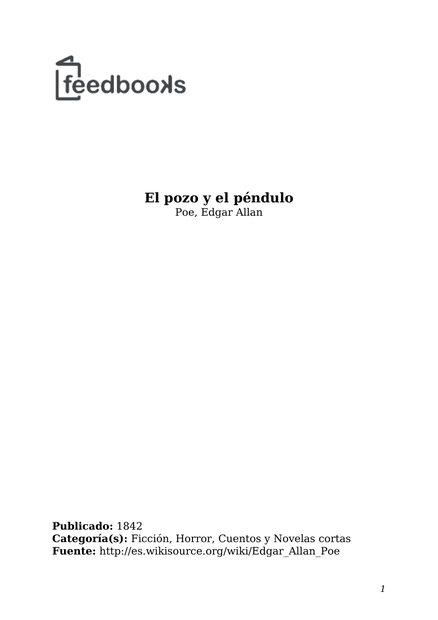 feedbooks
El pozo y el péndulo
Poe, Edgar Allan
Publicado: 1842
Categoría(s): Ficción, Horror, Cuentos y Novelas cortas
Fuente: http://es.wikisource.org/wiki/Edgar_Allan_Poe
1